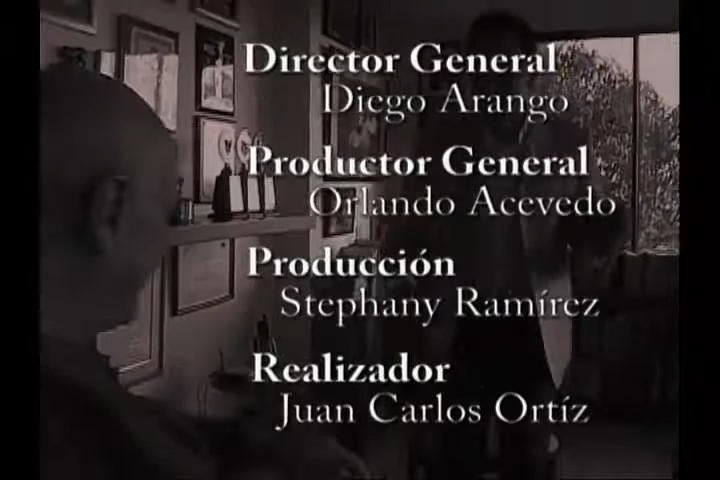 Director General
Diego Arango
Productor General
Orlando Acevedo
Producción
Stephany Ramírez
Realizador
Juan Carlos Ortíz